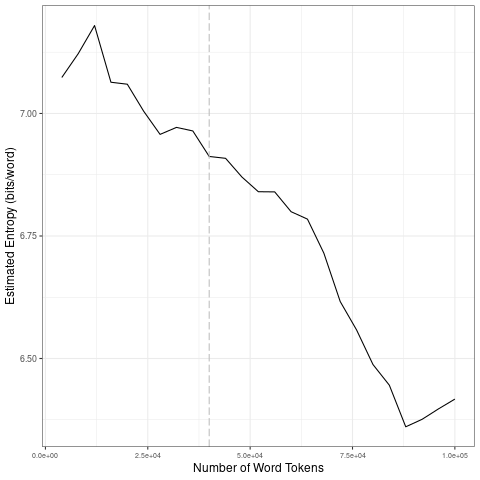 Estimated Entropy (bits/word)
7.00
6.75
6.50
0.0e+00 2.5e+04 5.0e+04 7.5e+04 1.0e+05
Number of Word Tokens